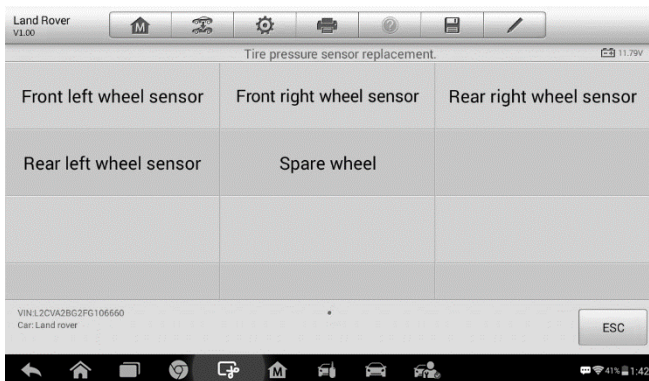 Land Rover
V1.00
M
?
Tire pressure sensor replacement.
11.79V
Front left wheel sensor
Front right wheel sensor
Rear right wheel sensor
Rear left wheel sensor
Spare wheel
VIN:L2CVA2BG2FG106660
Car: Land rover
ESC
M
41%
1:42